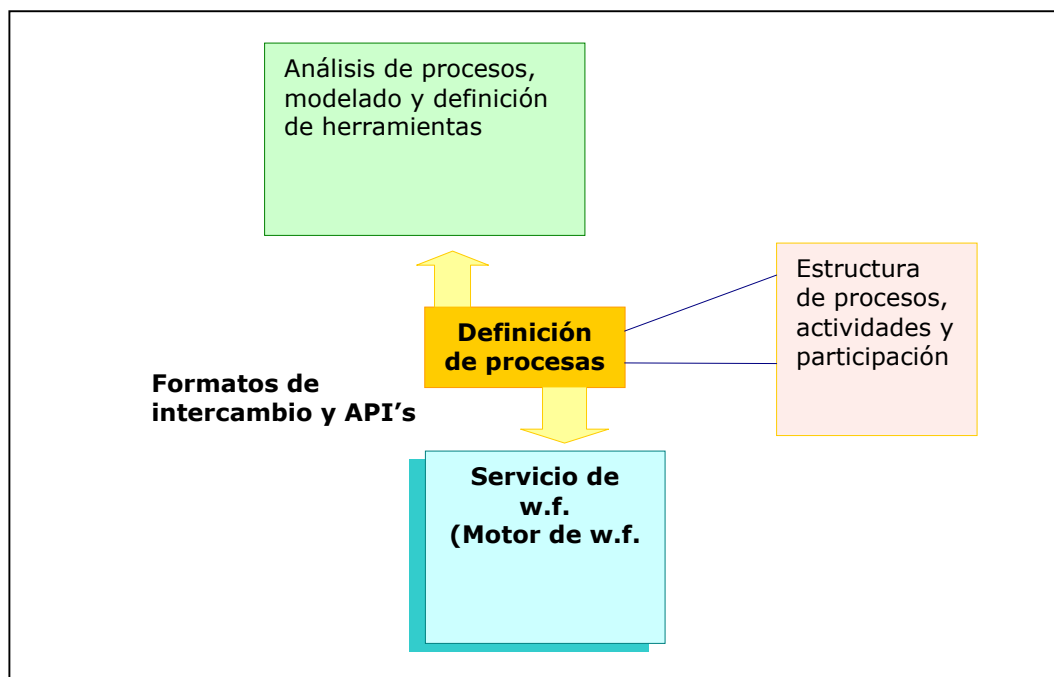 Análisis de procesos,
modelado y definición
de herramientas
Estructura
de procesos,
actividades y
participación
Definición
de procesas
Formatos de
intercambio y API’s
Servicio de
w.f.
(Motor de w.f.